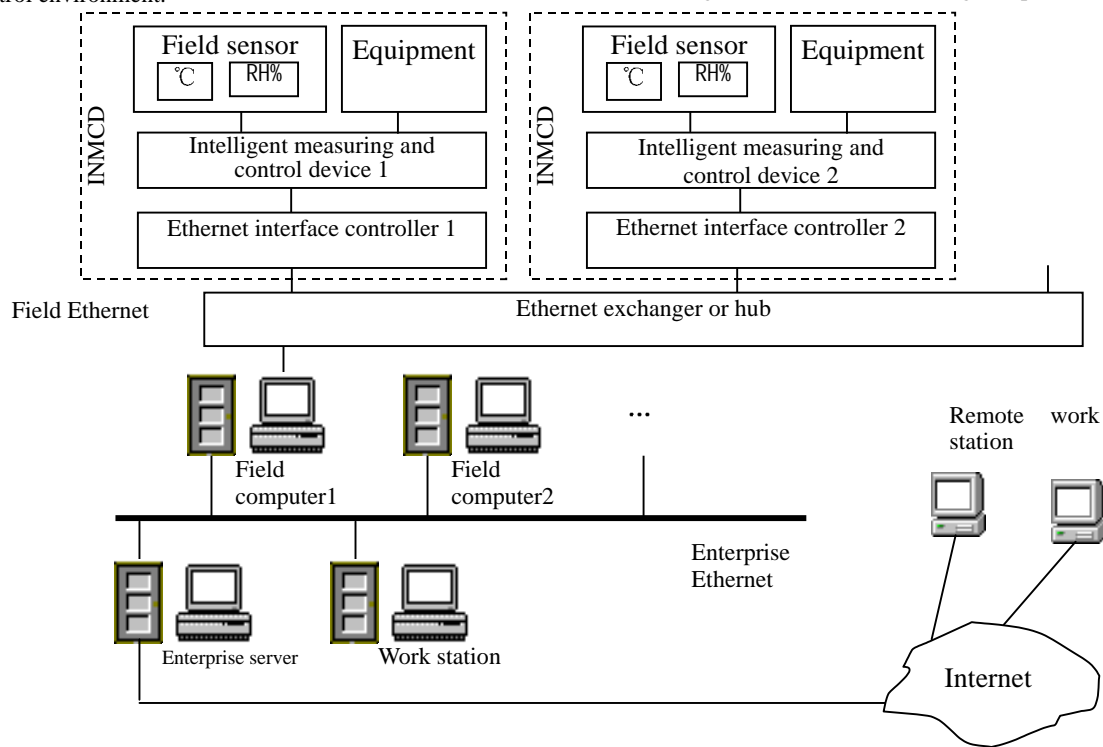 trol environment.
Field sensor
℃
RH%
Equipment
INMCD
Intelligent measuring and
control device 1
Ethernet interface controller 1
Field sensor
℃
RH%
Equipment
INMCD
Intelligent measuring and
control device 2
Ethernet interface controller 2
Field Ethernet
Ethernet exchanger or hub
...
Field
computer1
Field
computer2
Remote work
station
Enterprise
Ethernet
Enterprise server
Work station
Internet